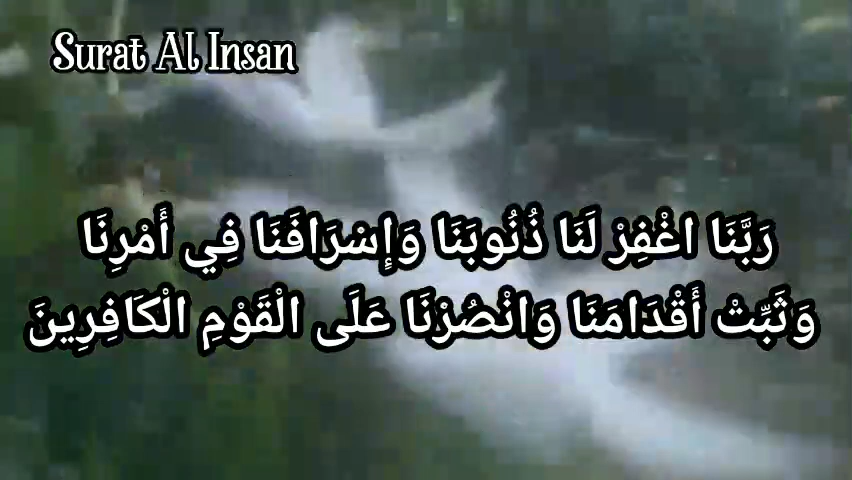 Surat Al Insan
رَبَّنَا اغْفِرْ لَنَا ذُنُوبَنَا وَإِسْرَافَنَا فِي أَمْرِنَا
وَثَبِّتْ أَقْدَامَنَا وَانْصُرْنَا عَلَى الْقَوْمِ الْكَافِرِينَ